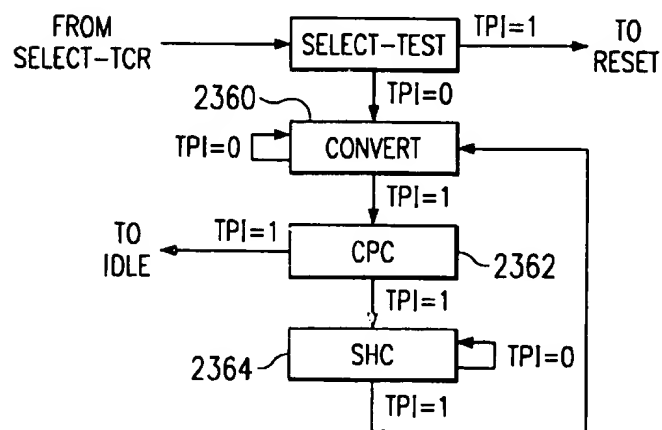 FROM
SELECT-TCR
SELECT-TEST
TPI=1
TO
RESET
TPI=0
2360
TPI=0
CONVERT
TPI=1
TO
IDLE
TPI=1
CPC
2362
TPI=1
2364
SHC
TPI=0
TPI=1